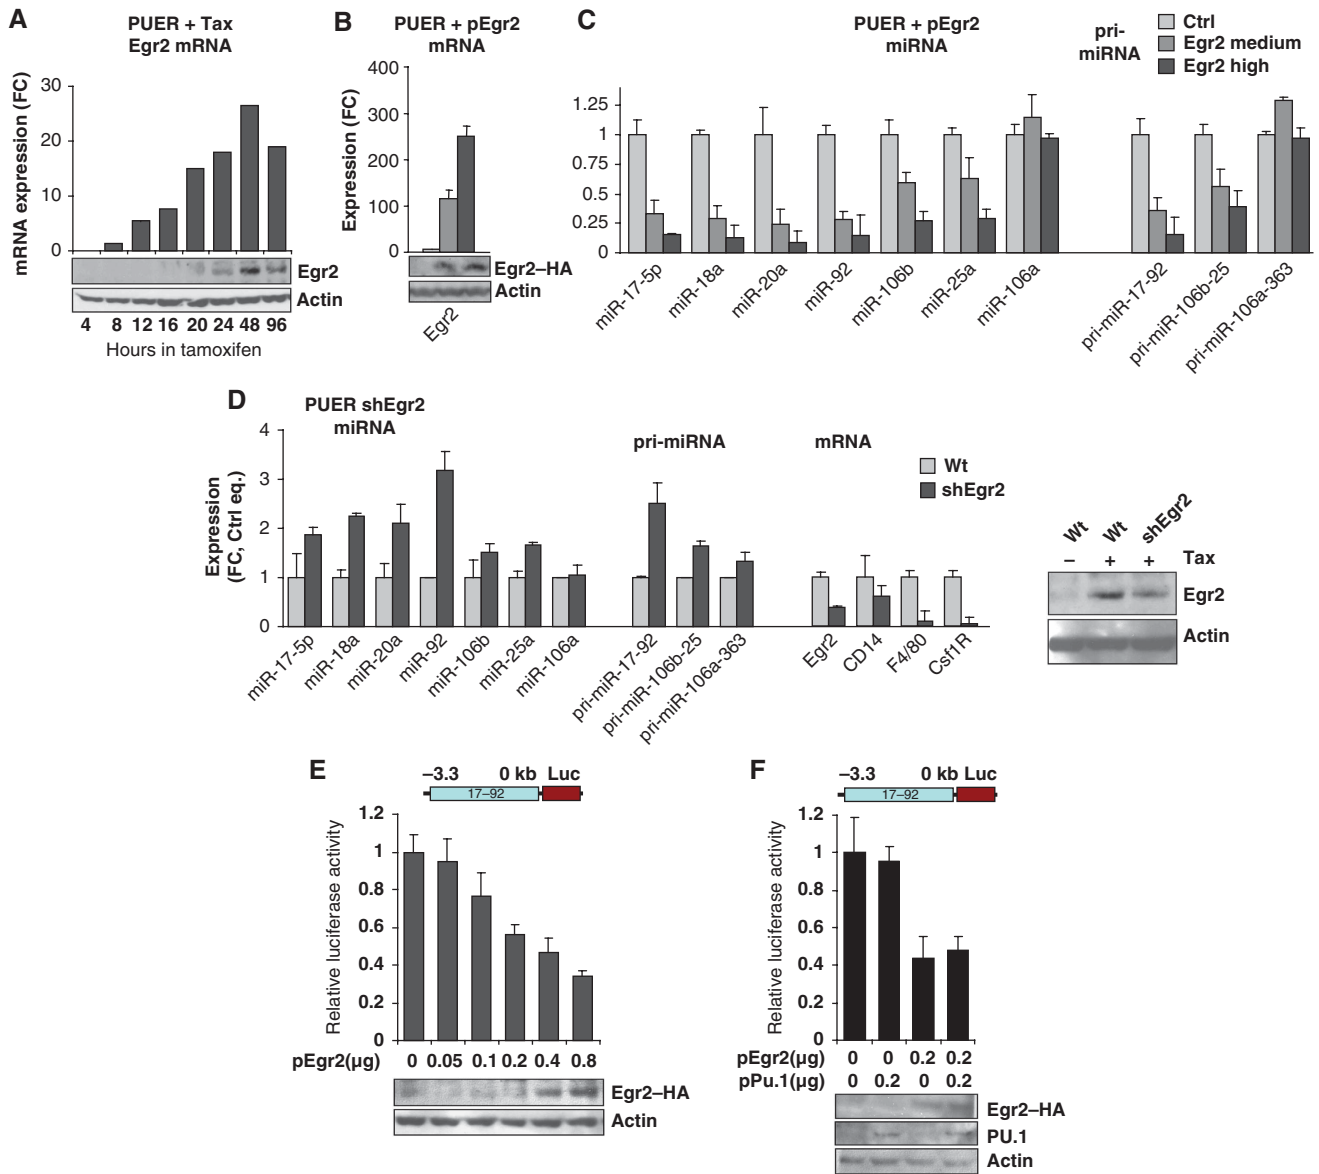 A
PUER + Tax
Egr2 mRNA
mRNA expression (FC)
30
20
10
0
Egr2
Actin
4 8 12 16 20 24 48 96
Hours in tamoxifen
B
PUER + pEgr2
mRNA
Expression (FC)
400
300
200
100
0
Egr2–HA
Actin
Egr2
C
PUER + pEgr2
miRNA
pri-
miRNA
Ctrl
Egr2 medium
Egr2 high
1.25
1
0.75
0.5
0.25
0
miR-17-5p
miR-18a
miR-20a
miR-92
miR-106b
miR-25a
miR-106a
pri-miR-17-92
pri-miR-106b-25
pri-miR-106a-363
D
PUER shEgr2
miRNA
pri-miRNA
mRNA
Wt
shEgr2
Expression
(FC, Ctrl eq.)
4
3
2
1
0
miR-17-5p
miR-18a
miR-20a
miR-92
miR-106b
miR-25a
miR-106a
pri-miR-17-92
pri-miR-106b-25
pri-miR-106a-363
Egr2
CD14
F4/80
Csf1R
Wt Wt shEgr2
– + + Tax
Egr2
Actin
E
–3.3 0 kb Luc
17–92
Relative luciferase activity
1.2
1
0.8
0.6
0.4
0.2
0
pEgr2(µg) 0 0.05 0.1 0.2 0.4 0.8
Egr2–HA
Actin
F
–3.3 0 kb Luc
17–92
Relative luciferase activity
1.2
1
0.8
0.6
0.4
0.2
0
pEgr2(µg) 0 0 0.2 0.2
pPu.1(µg) 0 0.2 0 0.2
Egr2–HA
PU.1
Actin